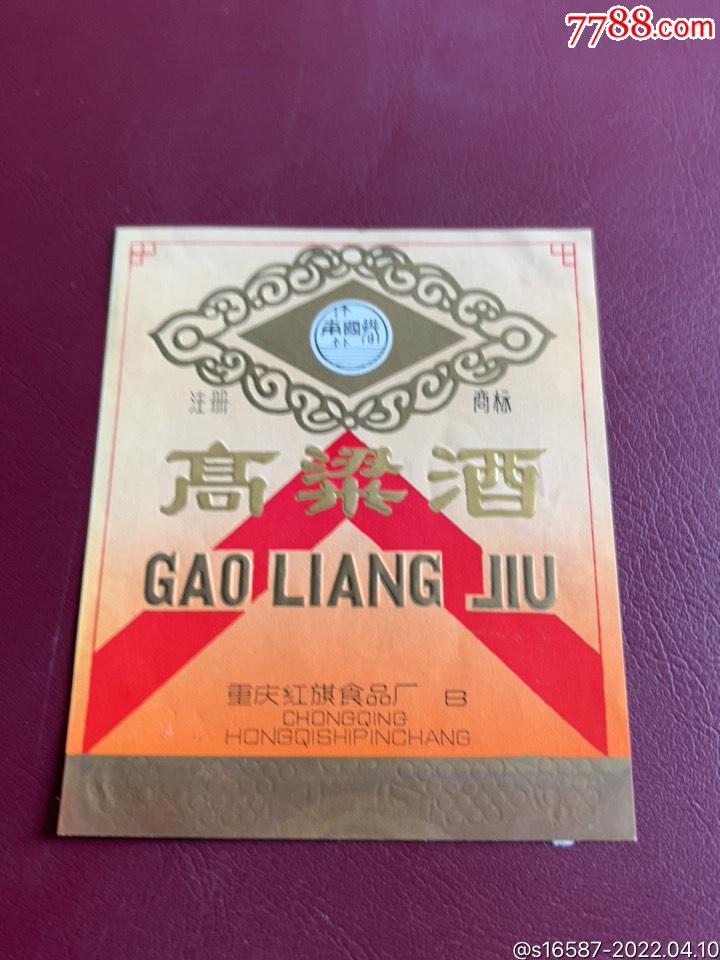 7788.com
注册 商标
高粱酒
GAO LIANG JIU
重庆红旗食品厂 B
CHONGQING
HONGQISHIPINCHANG
@s16587-2022.04.10